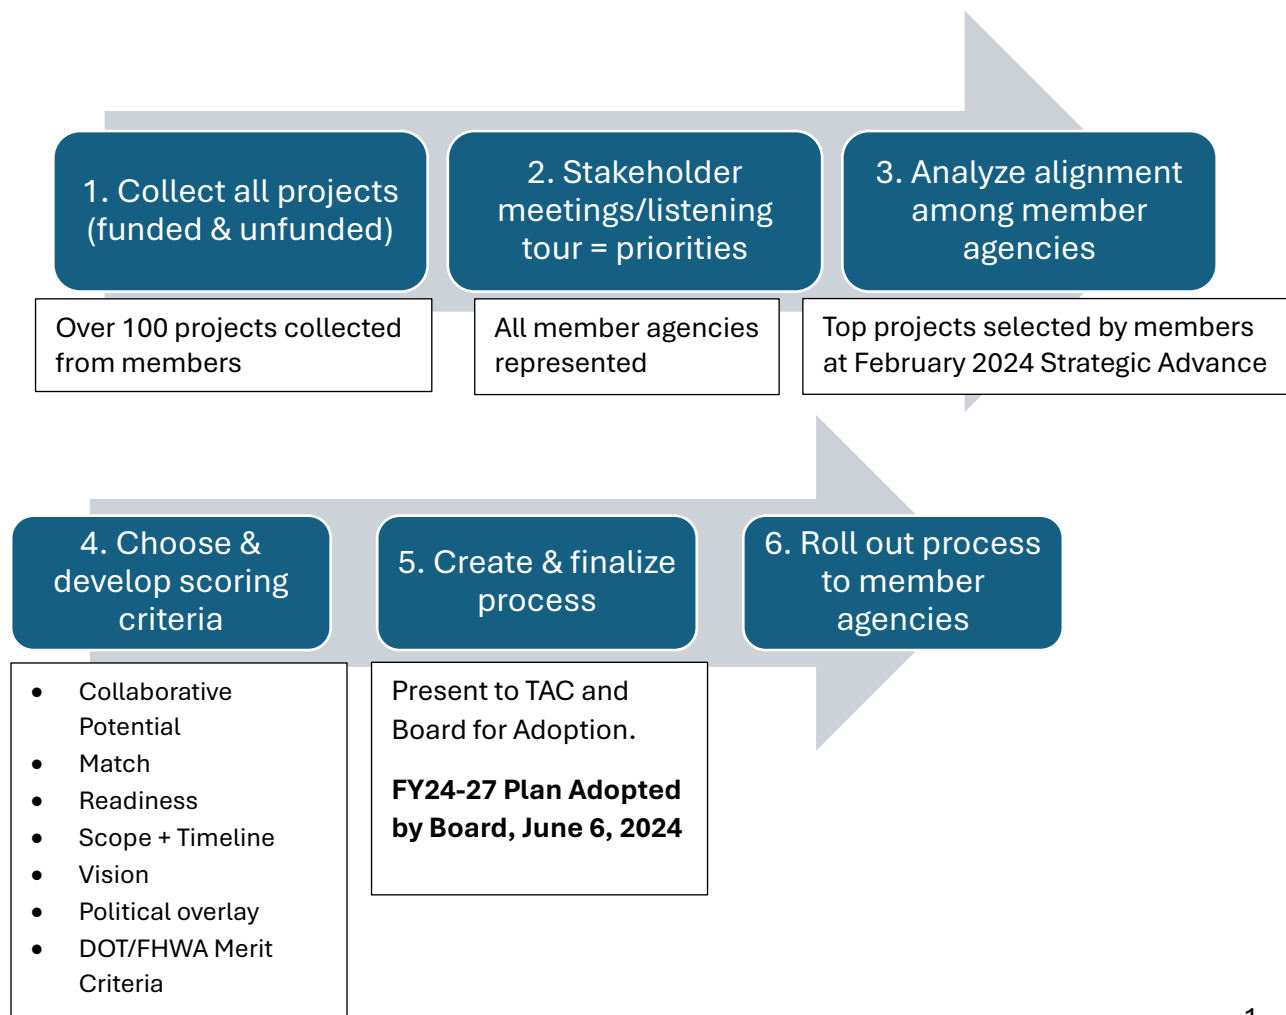 1. Collect all projects
(funded & unfunded)
2. Stakeholder
meetings/listening
tour = priorities
3. Analyze alignment
among member
agencies
Over 100 projects collected
from members
All member agencies
represented
Top projects selected by members
at February 2024 Strategic Advance
4. Choose &
develop scoring
criteria
5. Create & finalize
process
6. Roll out process
to member
agencies
• Collaborative
Potential
• Match
• Readiness
• Scope + Timeline
• Vision
• Political overlay
• DOT/FHWA Merit
Criteria
Present to TAC and
Board for Adoption.
FY24-27 Plan Adopted
by Board, June 6, 2024
1